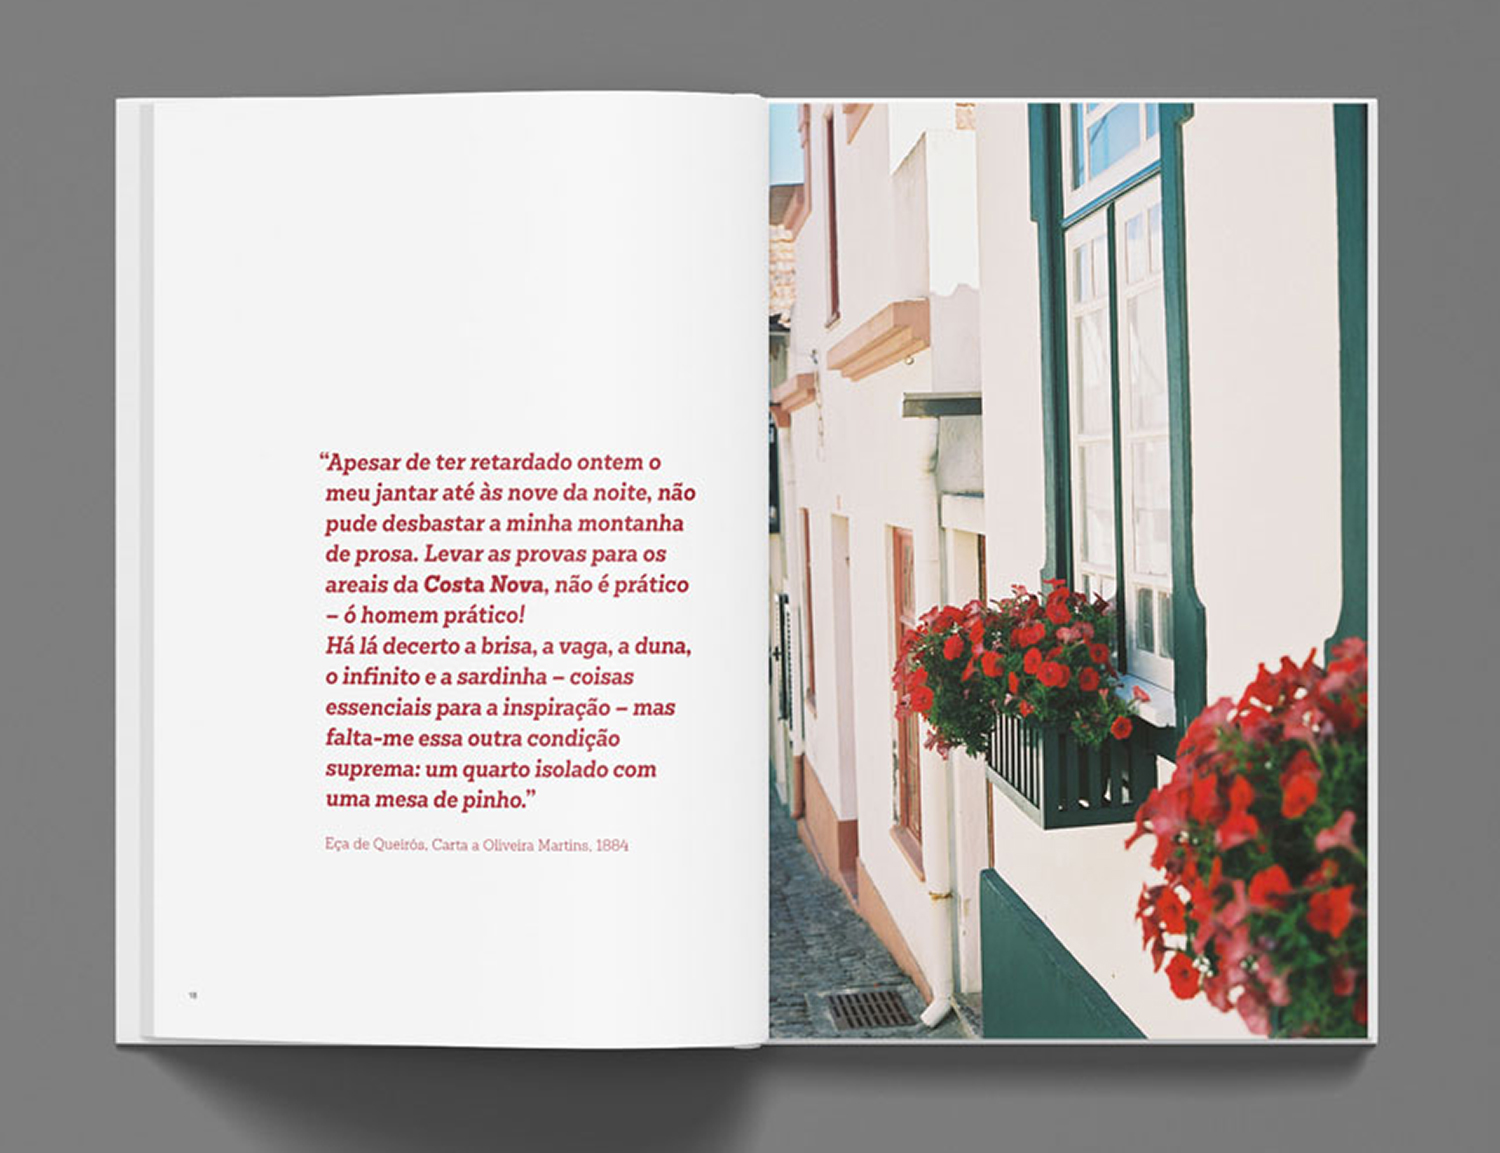 “Apesar de ter retardado ontem o
meu jantar até às nove da noite, não
pude desbastar a minha montanha
de prosa. Levar as provas para os
areais da Costa Nova, não é prático
– ó homem prático!
Há lá decerto a brisa, a vaga, a duna,
o infinito e a sardinha – coisas
essenciais para a inspiração – mas
falta-me essa outra condição
suprema: um quarto isolado com
uma mesa de pinho.”
Eça de Queirós, Carta a Oliveira Martins, 1884
18